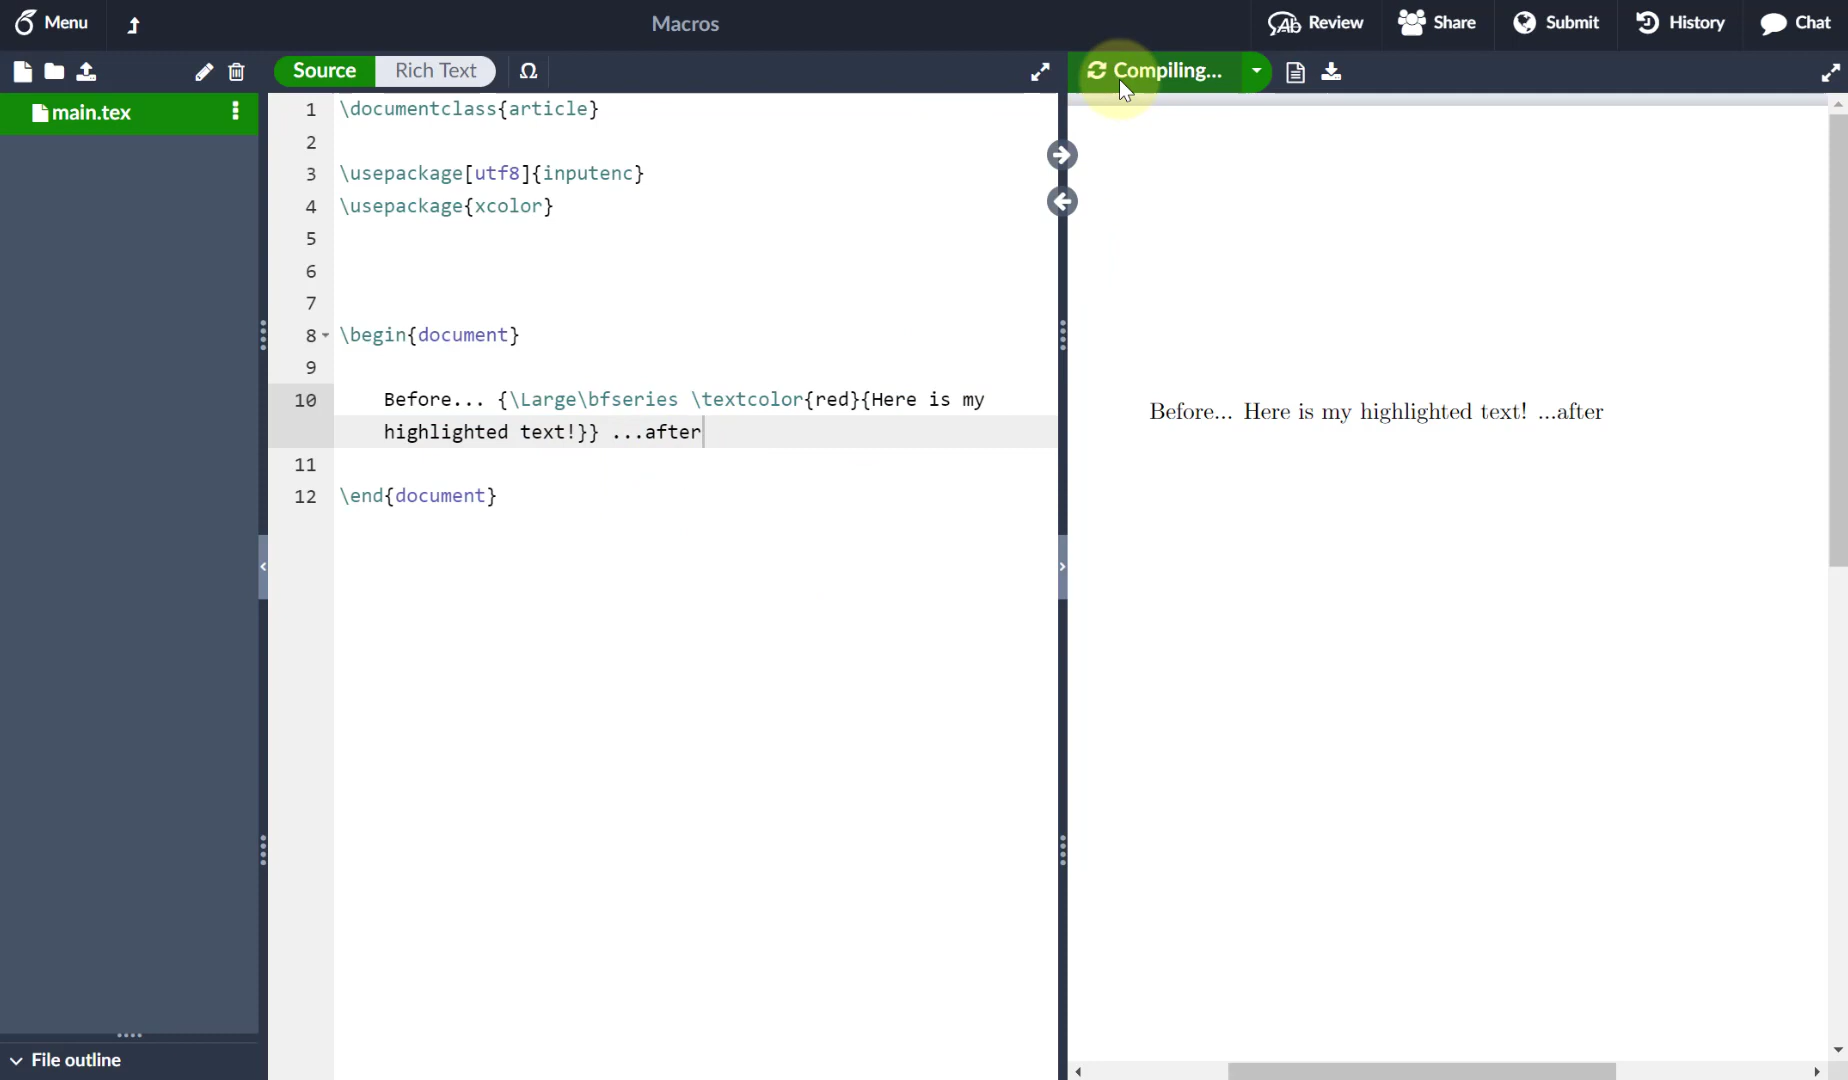 Menu
Macros
Review
Share
Submit
History
Chat
Source
Rich Text
Ω
Compiling...
main.tex
1 \documentclass{article}
2
3 \usepackage[utf8]{inputenc}
4 \usepackage{xcolor}
5
6
7
8 \begin{document}
9
10 Before... {\Large\bfseries \textcolor{red}{Here is my
highlighted text!}} ...after
11
12 \end{document}
Before... Here is my highlighted text! ...after
File outline